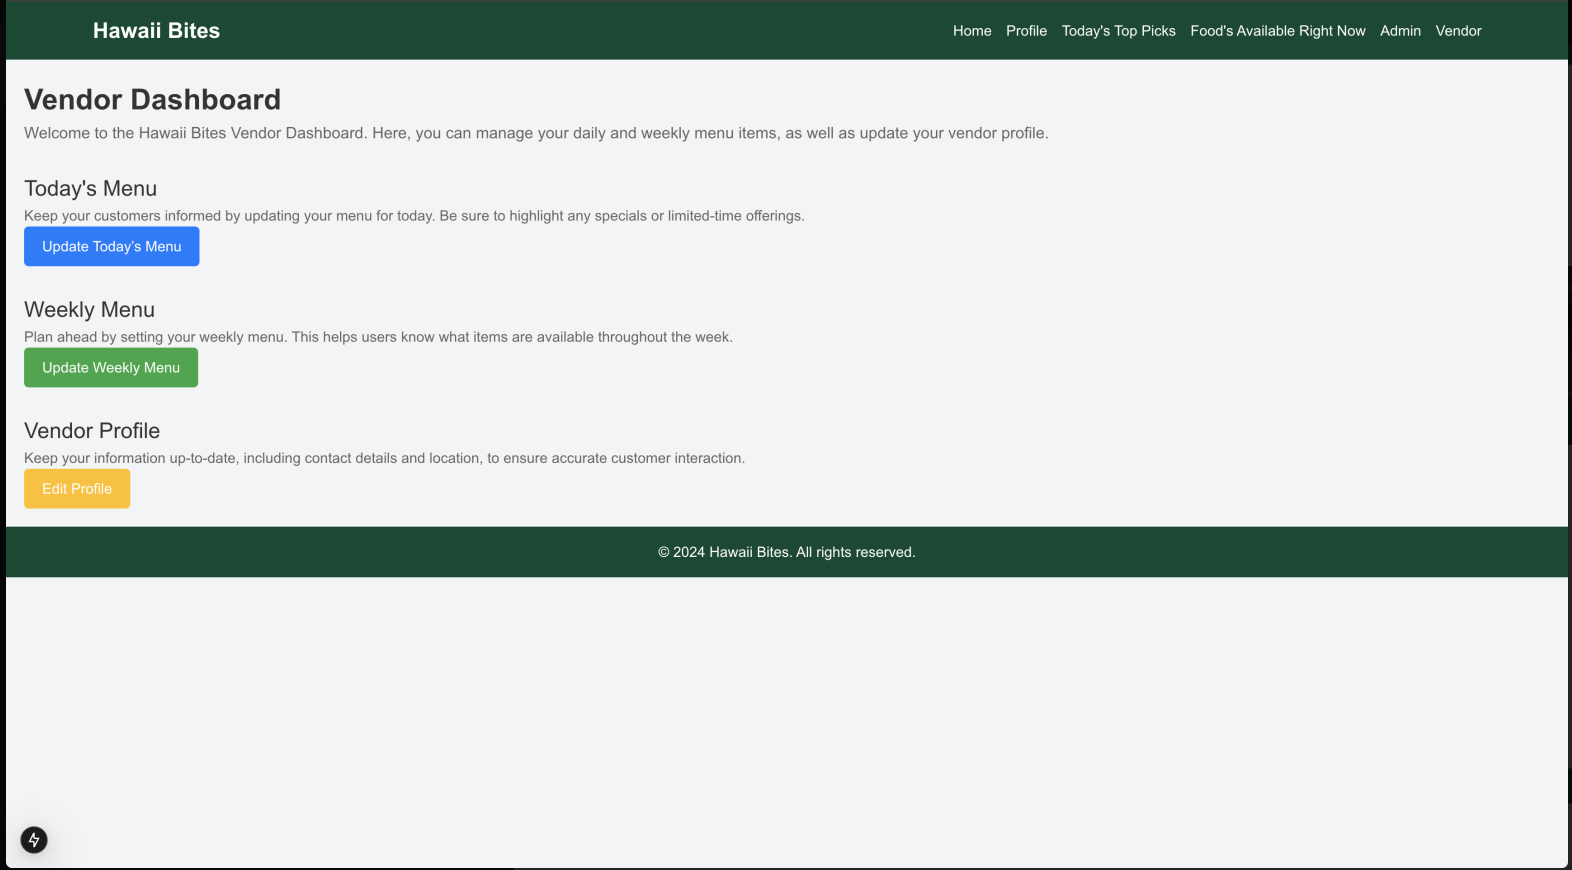 Hawaii Bites
Home Profile Today's Top Picks Food's Available Right Now Admin Vendor
Vendor Dashboard
Welcome to the Hawaii Bites Vendor Dashboard. Here, you can manage your daily and weekly menu items, as well as update your vendor profile.
Today's Menu
Keep your customers informed by updating your menu for today. Be sure to highlight any specials or limited-time offerings.
Update Today’s Menu
Weekly Menu
Plan ahead by setting your weekly menu. This helps users know what items are available throughout the week.
Update Weekly Menu
Vendor Profile
Keep your information up-to-date, including contact details and location, to ensure accurate customer interaction.
Edit Profile
© 2024 Hawaii Bites. All rights reserved.